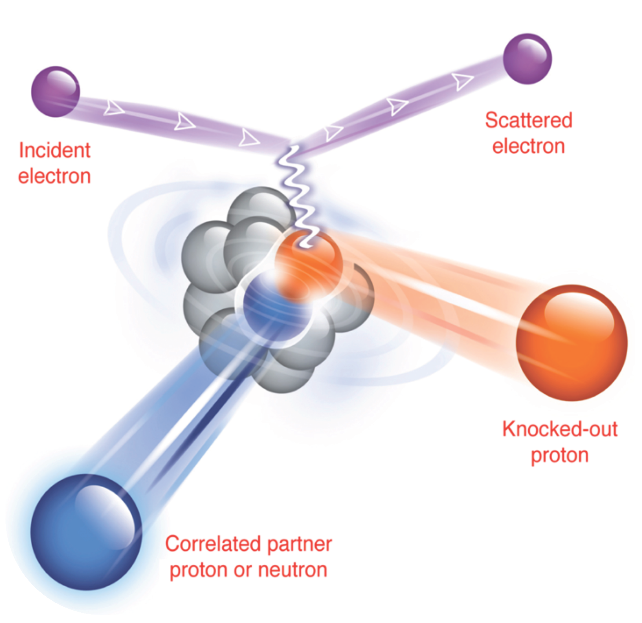 Incident
electron
Scattered
electron
Knocked-out
proton
Correlated partner
proton or neutron